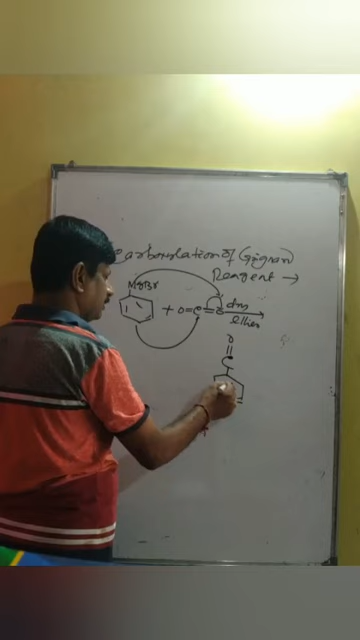 Carboxylation of Grignard
Reagent →
MgBr
+ O=C=O dry
ether
O
C